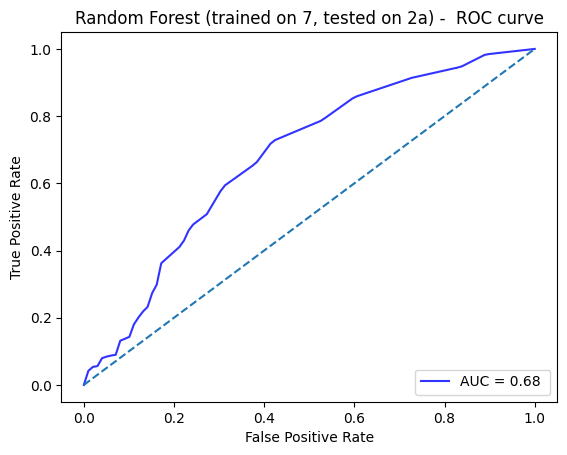 Random Forest (trained on 7, tested on 2a) -  ROC curve
True Positive Rate
1.0
0.8
0.6
0.4
0.2
0.0
AUC = 0.68
0.0 0.2 0.4 0.6 0.8 1.0
False Positive Rate